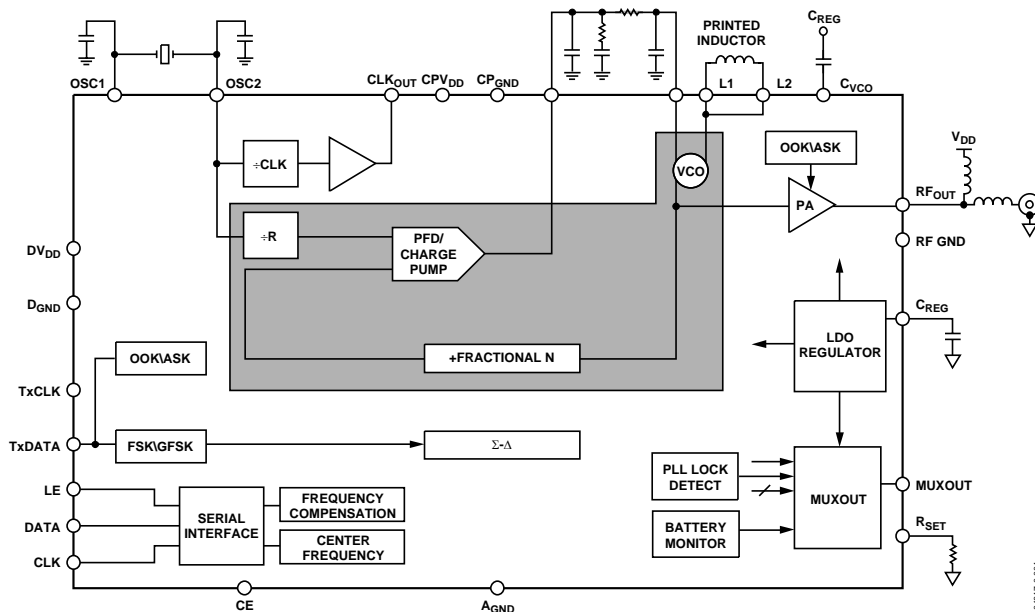 PRINTED
INDUCTOR
CREG
OSC1
OSC2
CLKOUT
CPVDD
CPGND
L1
L2
CVCO
÷CLK
OOK\ASK
VDD
VCO
PA
RFOUT
÷R
PFD/
CHARGE
PUMP
RF GND
DVDD
DGND
CREG
LDO
REGULATOR
+FRACTIONAL N
OOK\ASK
TxCLK
TxDATA
FSK\GFSK
Σ-Δ
PLL LOCK
DETECT
MUXOUT
MUXOUT
LE
FREQUENCY
COMPENSATION
SERIAL
INTERFACE
DATA
BATTERY
MONITOR
RSET
CENTER
FREQUENCY
CLK
CE
AGND